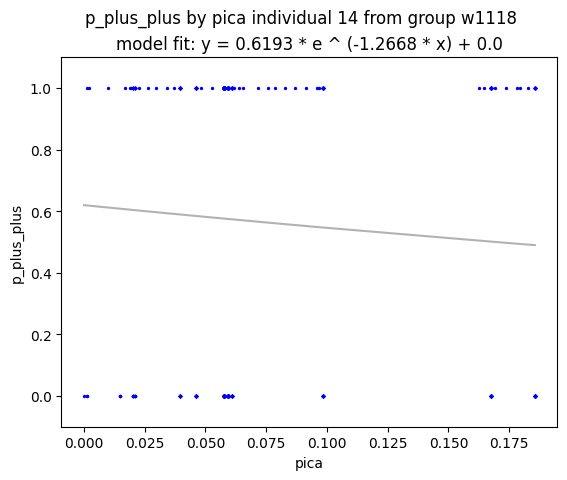 p_plus_plus by pica individual 14 from group w1118
model fit: y = 0.6193 * e ^ (-1.2668 * x) + 0.0
1.0
0.8
0.6
0.4
0.2
0.0
p_plus_plus
0.000 0.025 0.050 0.075 0.100 0.125 0.150 0.175
pica